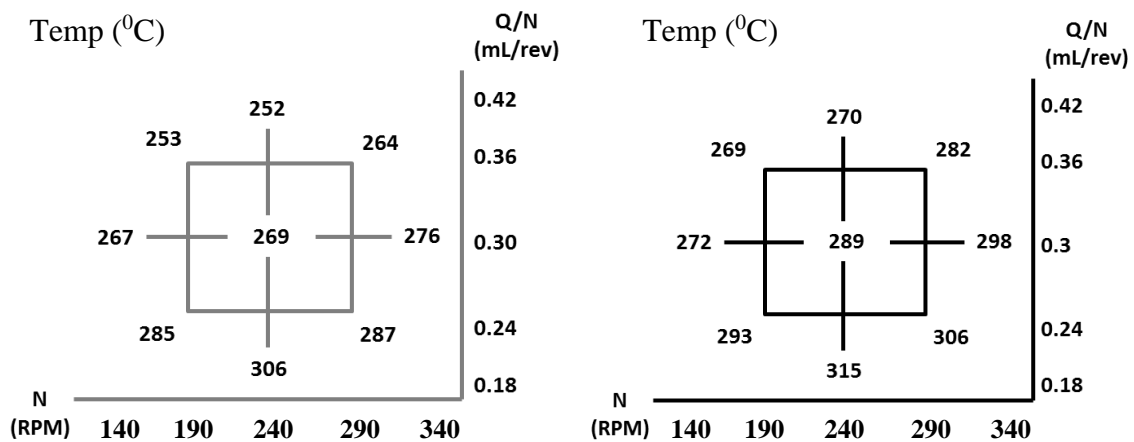 Temp (⁰C)
Q/N
(mL/rev)
0.42
252
253
264
0.36
267
269
276
0.30
285
287
0.24
306
0.18
N
(RPM)
140 190 240 290 340
Temp (⁰C)
Q/N
(mL/rev)
0.42
270
269
282
0.36
272
289
298
0.3
293
306
0.24
315
0.18
N
(RPM)
140 190 240 290 340